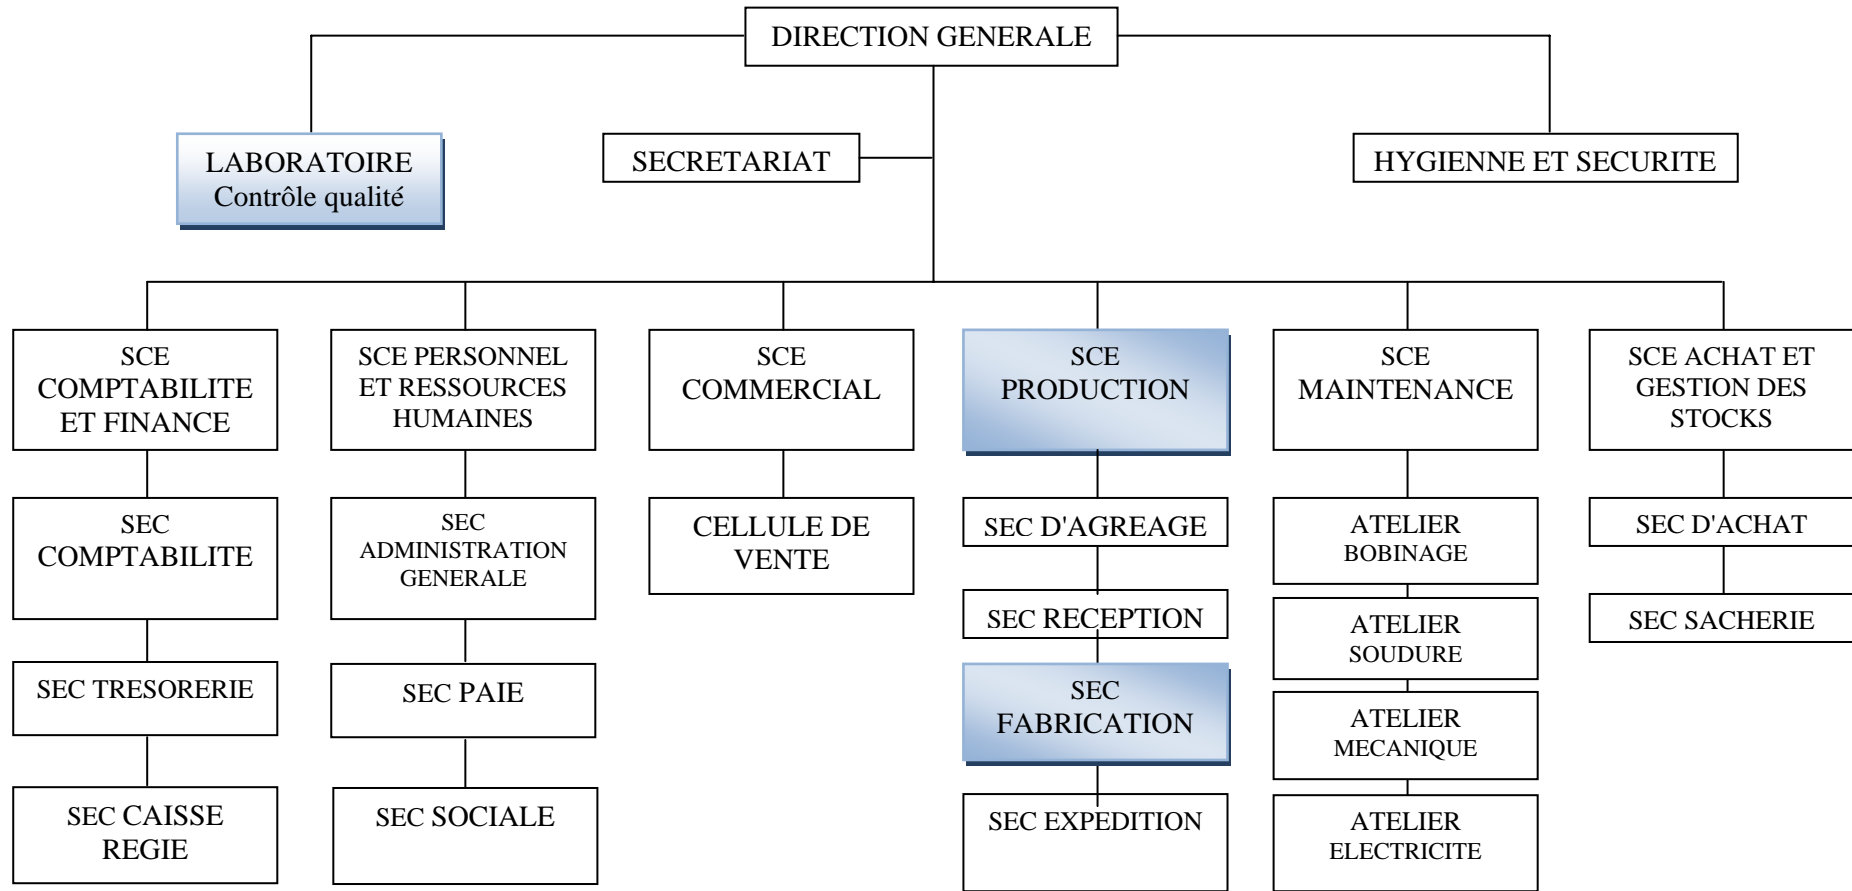 DIRECTION GENERALE
LABORATOIRE
Contrôle qualité
SECRETARIAT
HYGIENNE ET SECURITE
SCE
COMPTABILITE
ET FINANCE
SCE PERSONNEL
ET RESSOURCES
HUMAINES
SCE
COMMERCIAL
SCE
PRODUCTION
SCE
MAINTENANCE
SCE ACHAT ET
GESTION DES
STOCKS
SEC
COMPTABILITE
SEC
ADMINISTRATION
GENERALE
CELLULE DE
VENTE
SEC D'AGREAGE
ATELIER
BOBINAGE
SEC D'ACHAT
SEC RECEPTION
ATELIER
SOUDURE
SEC SACHERIE
SEC TRESORERIE
SEC PAIE
SEC
FABRICATION
ATELIER
MECANIQUE
SEC CAISSE
REGIE
SEC SOCIALE
SEC EXPEDITION
ATELIER
ELECTRICITE